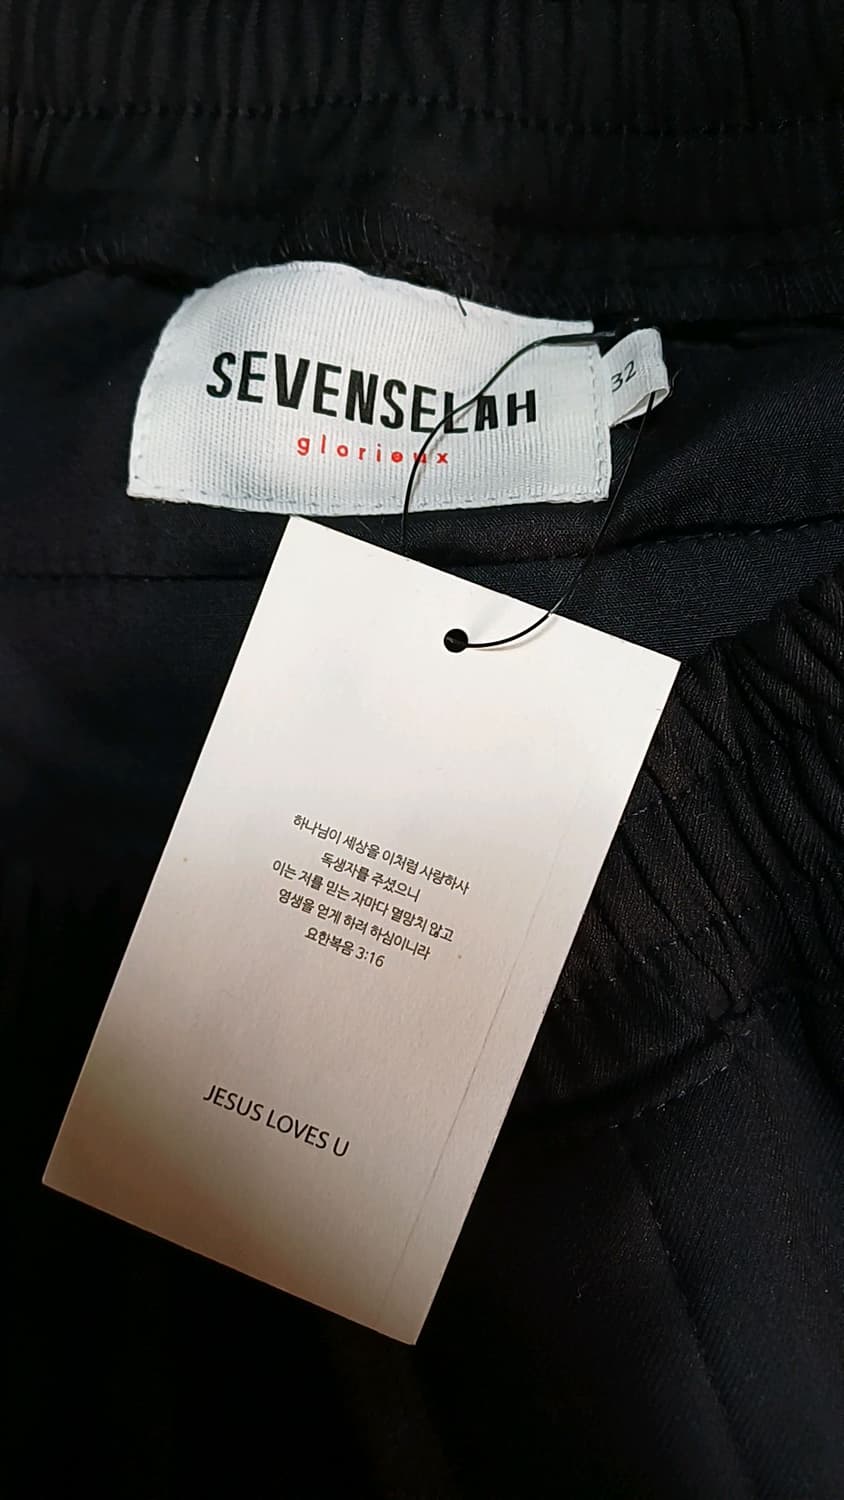 SEVENSELAH
glorieux
32
하나님이 세상을 이처럼 사랑하사
독생자를 주셨으니
이는 저를 믿는 자마다 멸망치 않고
영생을 얻게 하려 하심이니라
요한복음 3:16
JESUS LOVES U